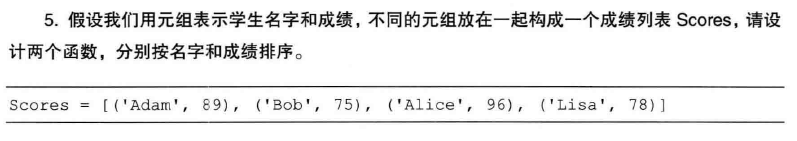 5. 假设我们用元组表示学生名字和成绩，不同的元组放在一起构成一个成绩列表 Scores，请设
计两个函数，分别按名字和成绩排序。
Scores = [('Adam', 89), ('Bob', 75), ('Alice', 96), ('Lisa', 78)]